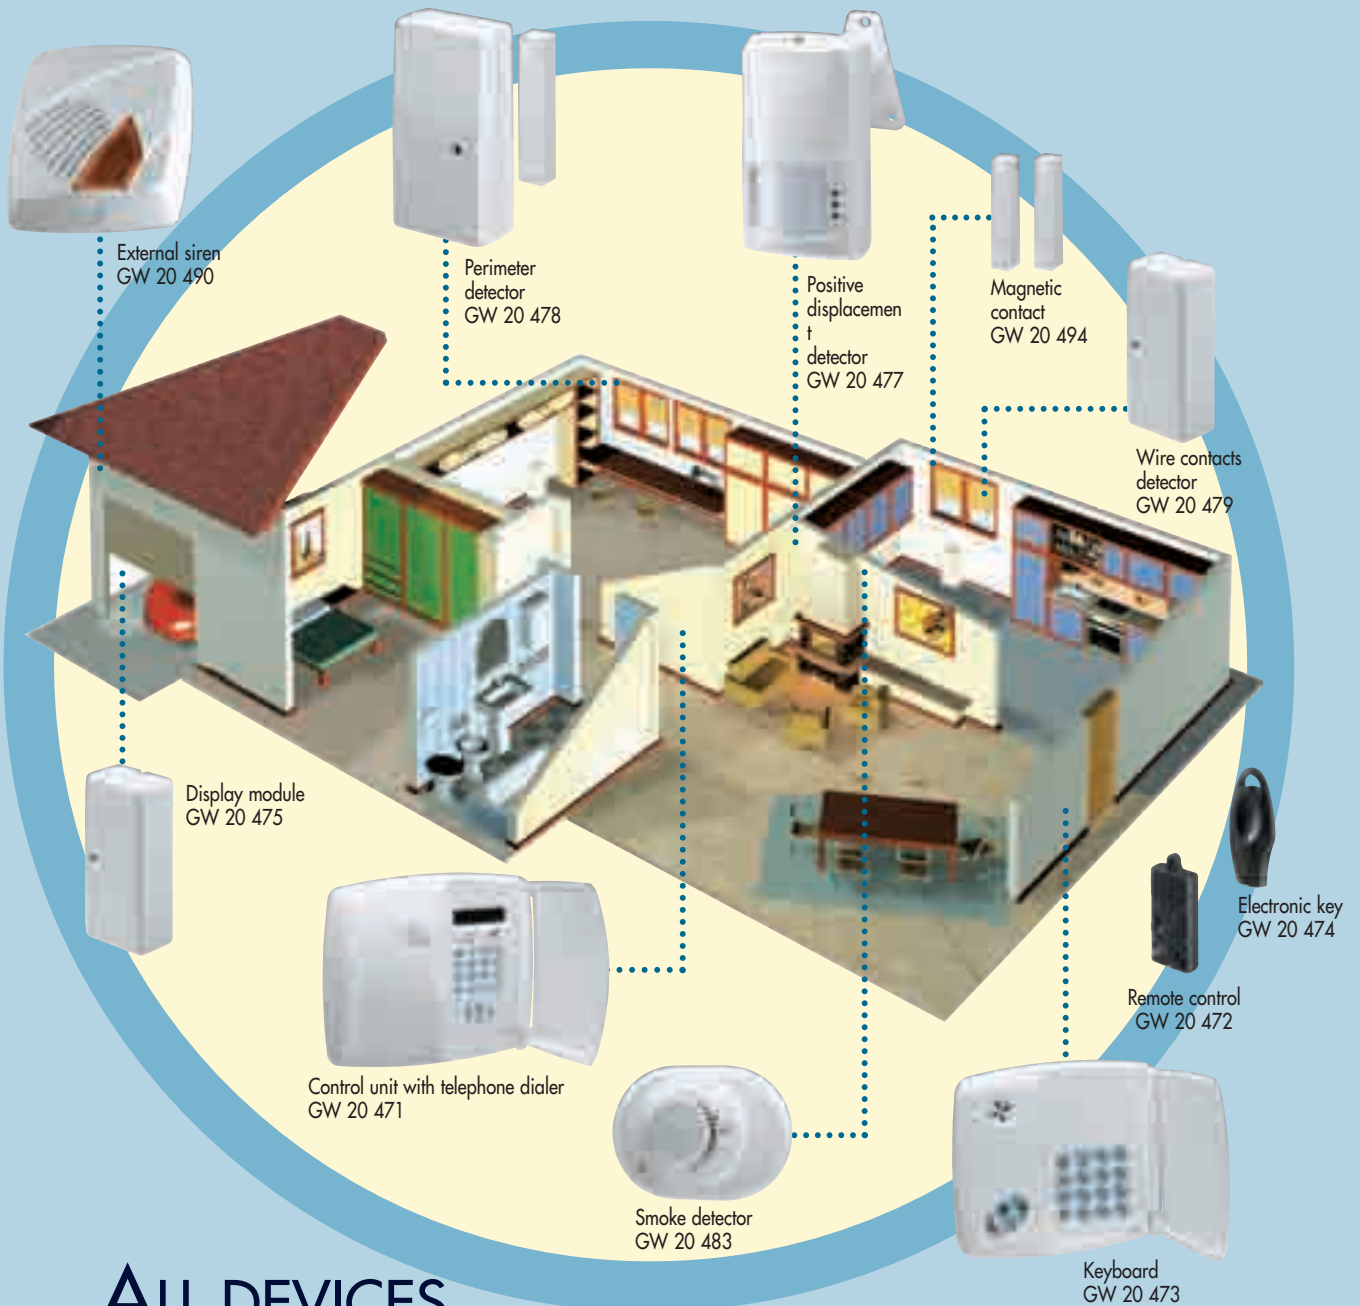 External siren
GW 20 490
Perimeter
detector
GW 20 478
Positive
displacemen
t
detector
GW 20 477
Magnetic
contact
GW 20 494
Wire contacts
detector
GW 20 479
Display module
GW 20 475
Electronic key
GW 20 474
Remote control
GW 20 472
Control unit with telephone dialer
GW 20 471
Smoke detector
GW 20 483
Keyboard
GW 20 473
ALL DEVICES